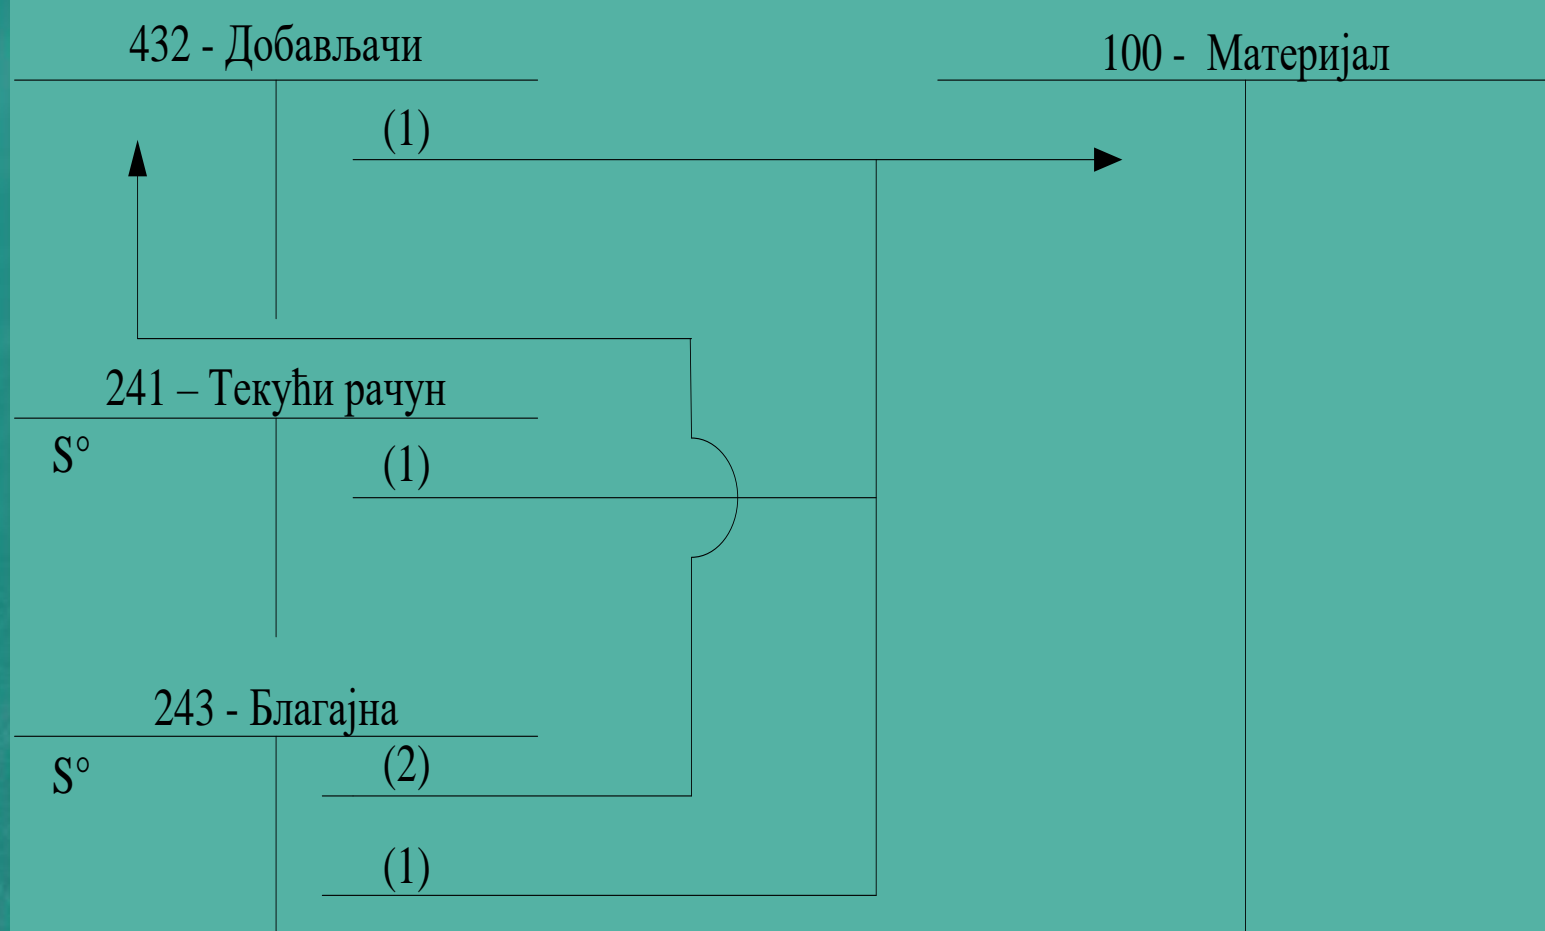 432 - Добављачи
100 - Материјал
(1)
241 – Текући рачун
S°
(1)
243 - Благајна
S°
(2)
(1)